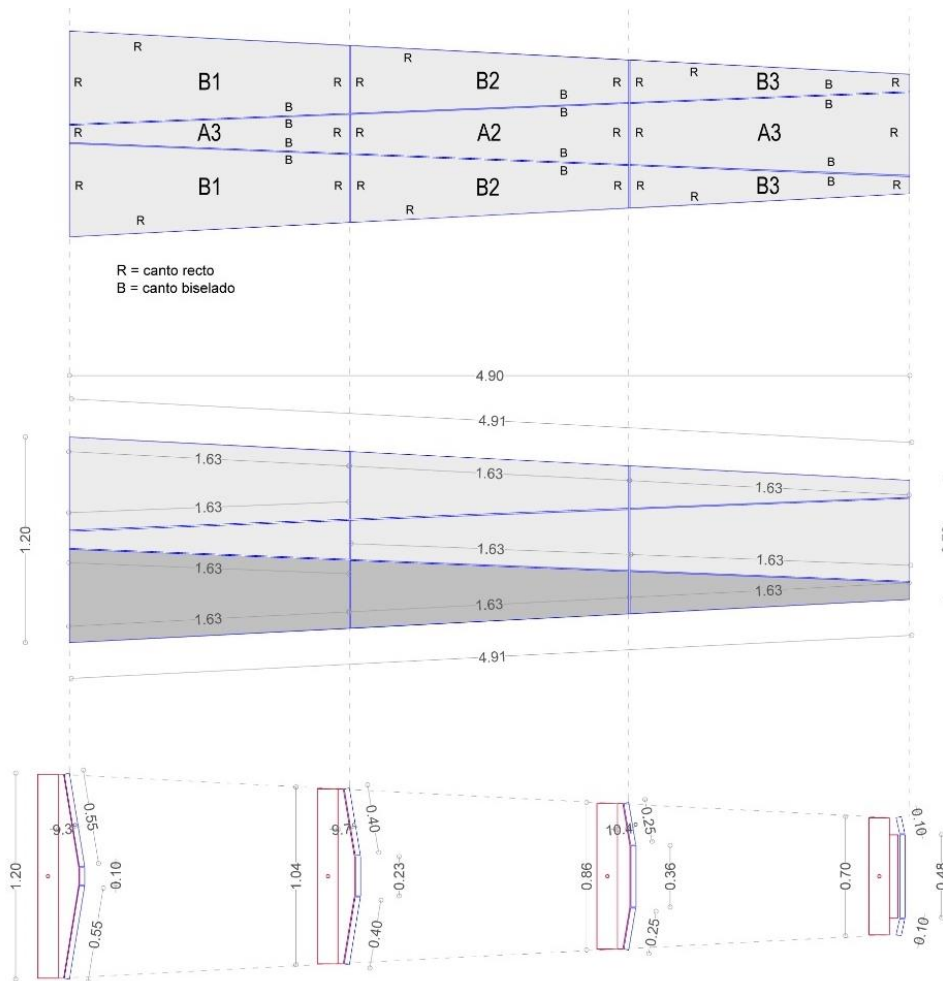 R
R
R
B1
R
R
B2
R
R
B3
R
B
B
B
B
B
B
R
A3
R
R
A2
R
R
A3
R
B
B
B
B
B
B
R
B1
R
R
B2
R
R
B3
R
R
R
R
R = canto recto
B = canto biselado
4.90
4.91
1.63
1.63
1.63
1.63
1.20
1.63
1.63
1.63
1.63
1.63
1.63
4.91
0.55
9.3
1.20
0.10
0.55
0.40
9.7
1.04
0.23
0.40
0.25
10.4
0.86
0.36
0.25
0.10
0.70
0.48
0.10